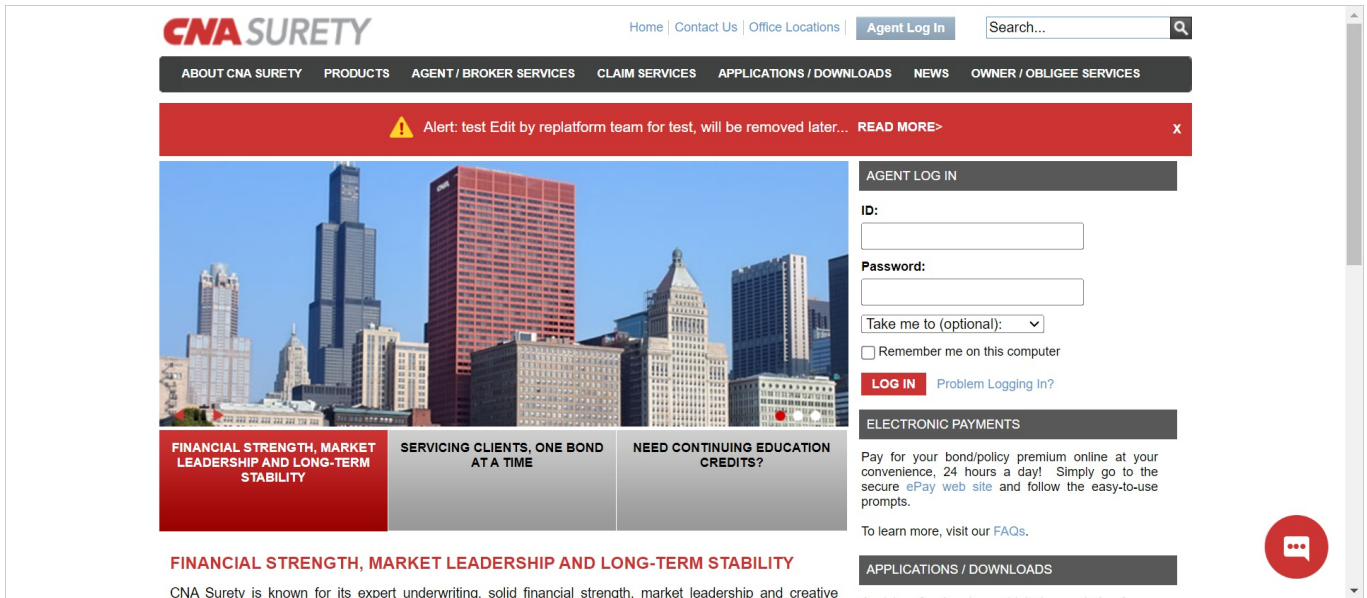 CNA SURETY
Home Contact Us Office Locations Agent Log In Search...
ABOUT CNA SURETY PRODUCTS AGENT / BROKER SERVICES CLAIM SERVICES APPLICATIONS / DOWNLOADS NEWS OWNER / OBLIGEE SERVICES
Alert: test Edit by replatform team for test, will be removed later... READ MORE> X
CNA
FINANCIAL STRENGTH, MARKET
LEADERSHIP AND LONG-TERM
STABILITY
SERVICING CLIENTS, ONE BOND
AT A TIME
NEED CONTINUING EDUCATION
CREDITS?
FINANCIAL STRENGTH, MARKET LEADERSHIP AND LONG-TERM STABILITY
CNA Surety is known for its expert underwriting, solid financial strength, market leadership and creative
AGENT LOG IN
ID:
Password:
Take me to (optional):
Remember me on this computer
LOG IN Problem Logging In?
ELECTRONIC PAYMENTS
Pay for your bond/policy premium online at your
convenience, 24 hours a day! Simply go to the
secure ePay web site and follow the easy-to-use
prompts.
To learn more, visit our FAQs.
APPLICATIONS / DOWNLOADS